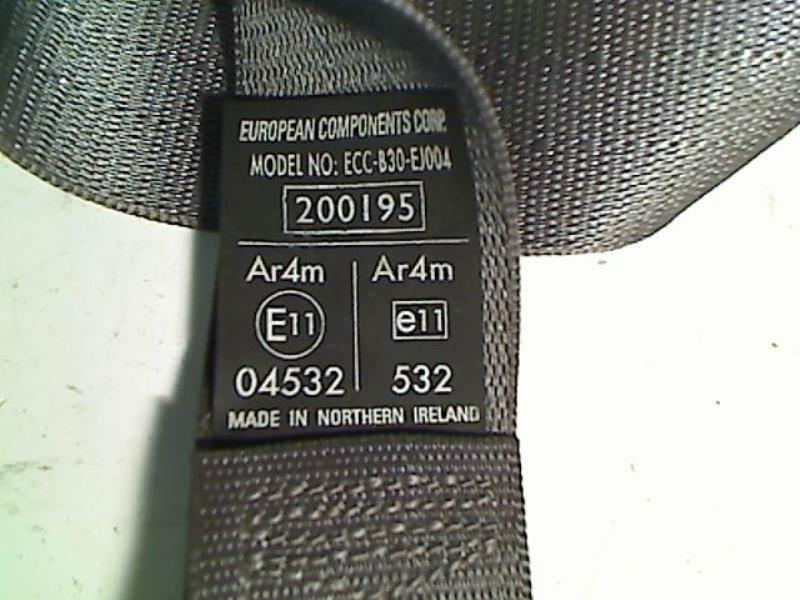 EUROPEAN COMPONENTS CORP.
MODEL NO: ECC-B30-EJ004
200195
Ar4m Ar4m
E11 e11
04532 532
MADE IN NORTHERN IRELAND